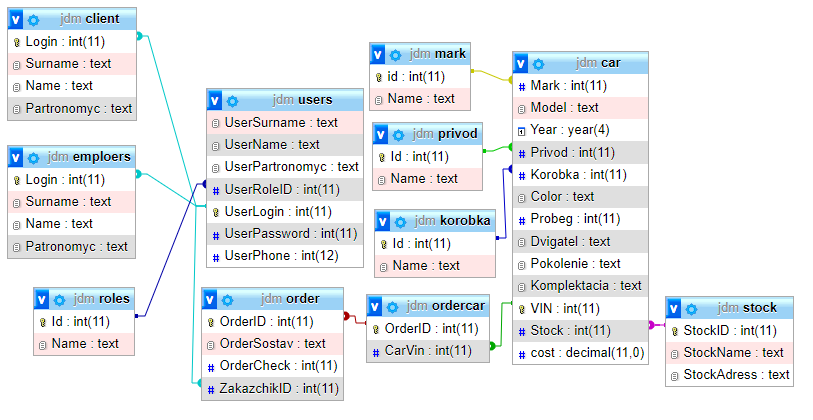 jdm client
Login : int(11)
Surname : text
Name : text
Partronomyc : text
jdm emploers
Login : int(11)
Surname : text
Name : text
Patronomyc : text
jdm roles
Id : int(11)
Name : text
jdm users
UserSurname : text
UserName : text
UserPartronomyc : text
UserRoleID : int(11)
UserLogin : int(11)
UserPassword : int(11)
UserPhone : int(12)
jdm order
OrderID : int(11)
OrderSostav : text
OrderCheck : int(11)
ZakazchikID : int(11)
jdm mark
id : int(11)
Name : text
jdm privod
Id : int(11)
Name : text
jdm korobka
Id : int(11)
Name : text
jdm ordercar
OrderID : int(11)
CarVin : int(11)
jdm car
Mark : int(11)
Model : text
Year : year(4)
Privod : int(11)
Korobka : int(11)
Color : text
Probeg : int(11)
Dvigatel : text
Pokolenie : text
Komplektacia : text
VIN : int(11)
Stock : int(11)
cost : decimal(11,0)
jdm stock
StockID : int(11)
StockName : text
StockAdress : text